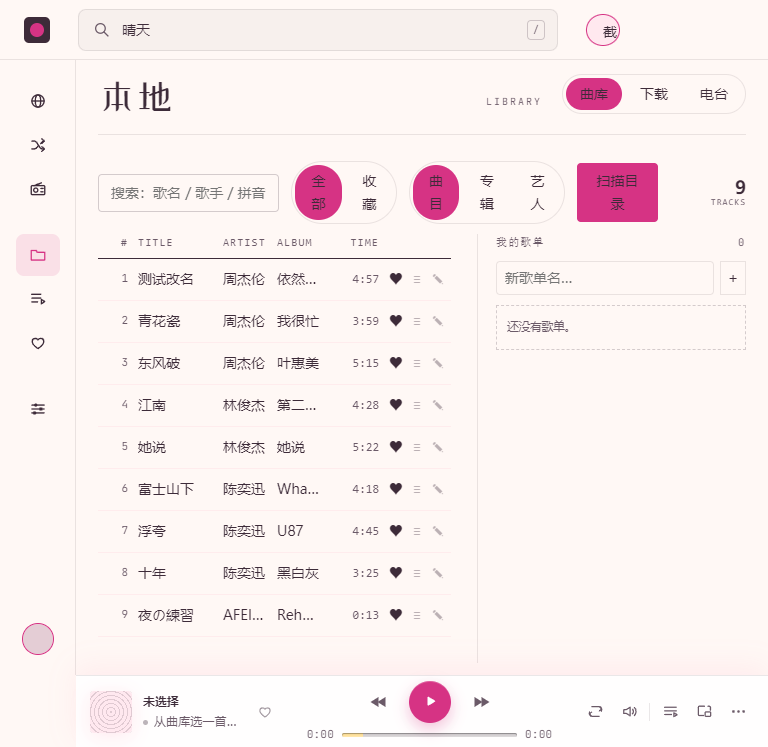 晴天
/
截
本地
LIBRARY
曲库
下载
电台
搜索: 歌名 / 歌手 / 拼音
全部
收藏
曲目
专辑
艺人
扫描目录
9
TRACKS
# TITLE ARTIST ALBUM TIME
1 测试改名 周杰伦 依然... 4:57
2 青花瓷 周杰伦 我很忙 3:59
3 东风破 周杰伦 叶惠美 5:15
4 江南 林俊杰 第二... 4:28
5 她说 林俊杰 她说 5:22
6 富士山下 陈奕迅 Wha... 4:18
7 浮夸 陈奕迅 U87 4:45
8 十年 陈奕迅 黑白灰 3:25
9 夜の練習 AFEI... Reh... 0:13
我的歌单 0
新歌单名... +
还没有歌单。
未选择
从曲库选一首...
0:00
0:00